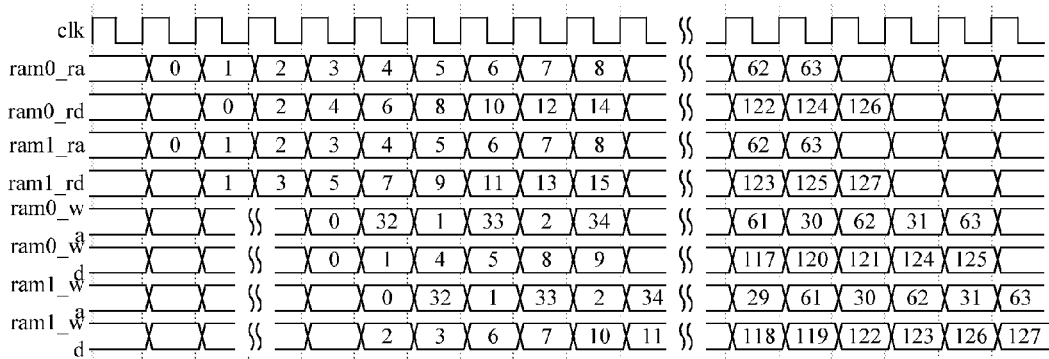 clk
ram0_ra 0 1 2 3 4 5 6 7 8 62 63
ram0_rd 0 2 4 6 8 10 12 14 122 124 126
ram1_ra 0 1 2 3 4 5 6 7 8 62 63
ram1_rd 1 3 5 7 9 11 13 15 123 125 127
ram0_w
a 0 32 1 33 2 34 61 30 62 31 63
ram0_w
d 0 1 4 5 8 9 117 120 121 124 125
ram1_w
a 0 32 1 33 2 34 29 61 30 62 31 63
ram1_w
d 2 3 6 7 10 11 118 119 122 123 126 127